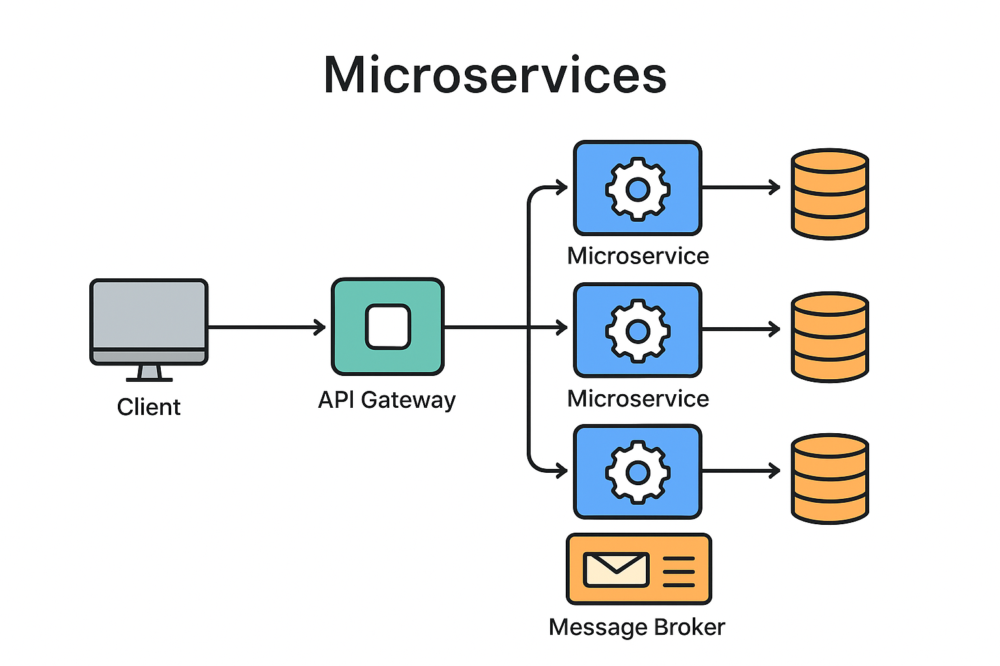 Microservices
Microservice
Client
API Gateway
Microservice
Message Broker